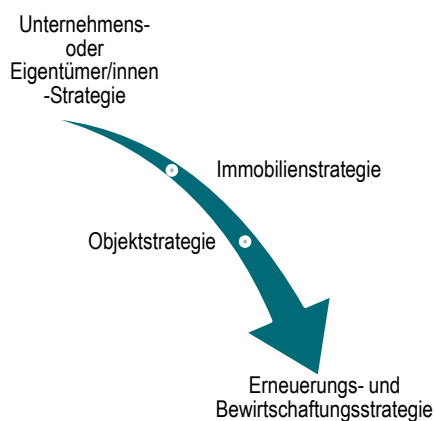 Unternehmens-
oder
Eigentümer/innen
-Strategie
Immobilienstrategie
Objektstrategie
Erneuerungs- und
Bewirtschaftungsstrategie